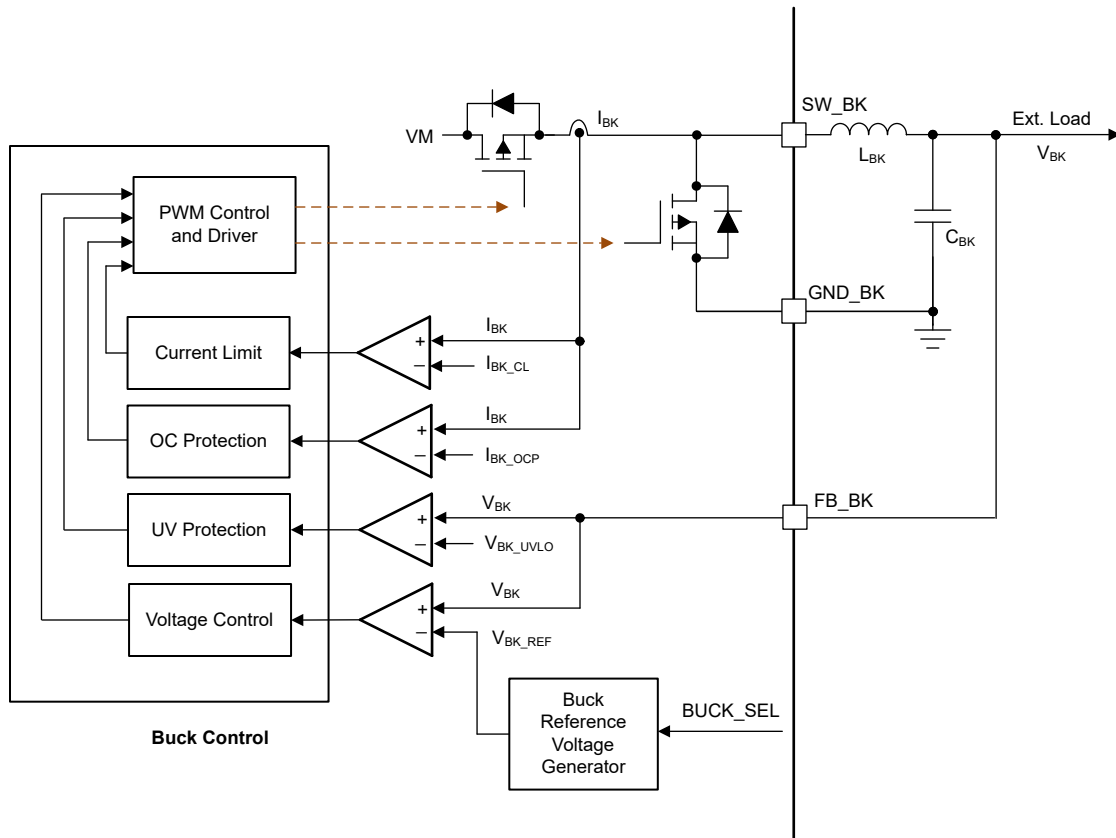 SW_BK
I_BK
Ext. Load
VM
L_BK
V_BK
PWM Control
and Driver
C_BK
GND_BK
I_BK
+
Current Limit
−
I_BK_CL
I_BK
+
OC Protection
−
I_BK_OCP
V_BK
FB_BK
+
UV Protection
−
V_BK_UVLO
V_BK
+
Voltage Control
−
V_BK_REF
Buck
Reference
Voltage
Generator
BUCK_SEL
Buck Control